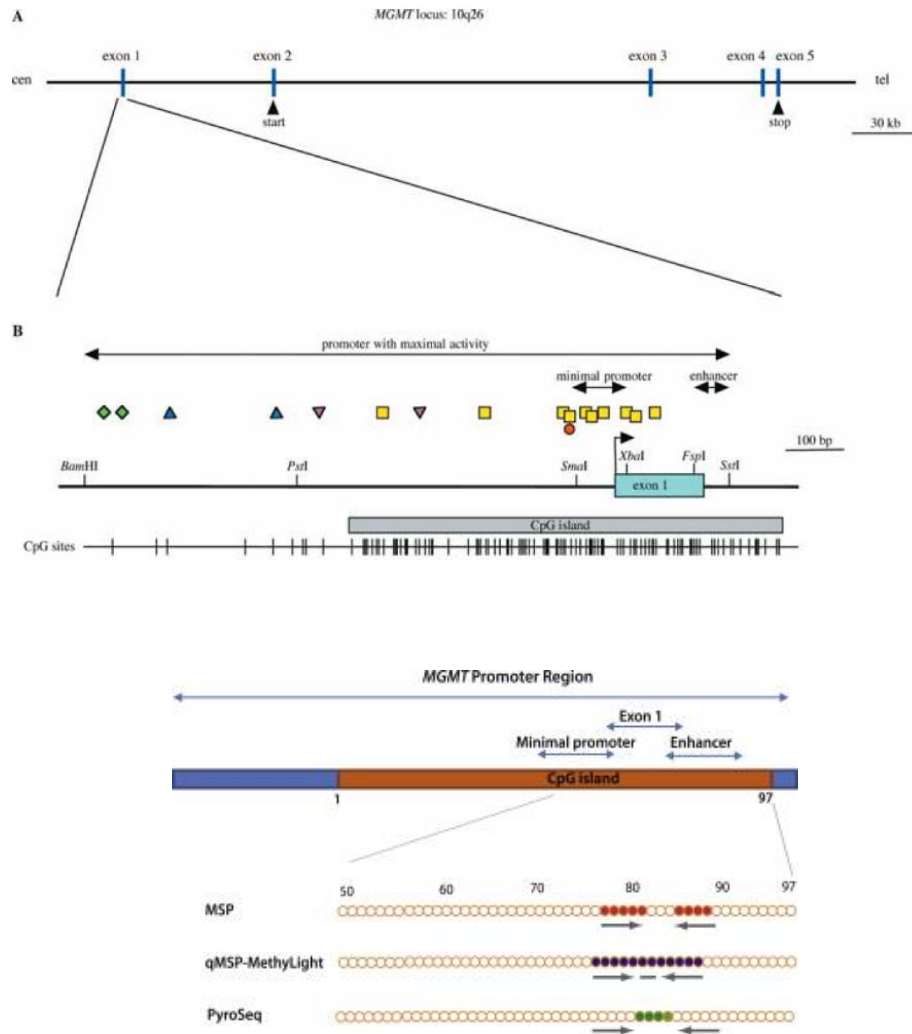 A
MGMT locus: 10q26
exon 1 exon 2 exon 3 exon 4 exon 5
cen tel
start stop
30 kb
B
promoter with maximal activity
minimal promoter enhancer
100 bp
BamHI PstI SmaI XbaI FspI SstI
exon 1
CpG island
CpG sites
MGMT Promoter Region
Exon 1
Minimal promoter Enhancer
CpG island
1 97
50 60 70 80 90 97
MSP
qMSP-MethyLight
PyroSeq